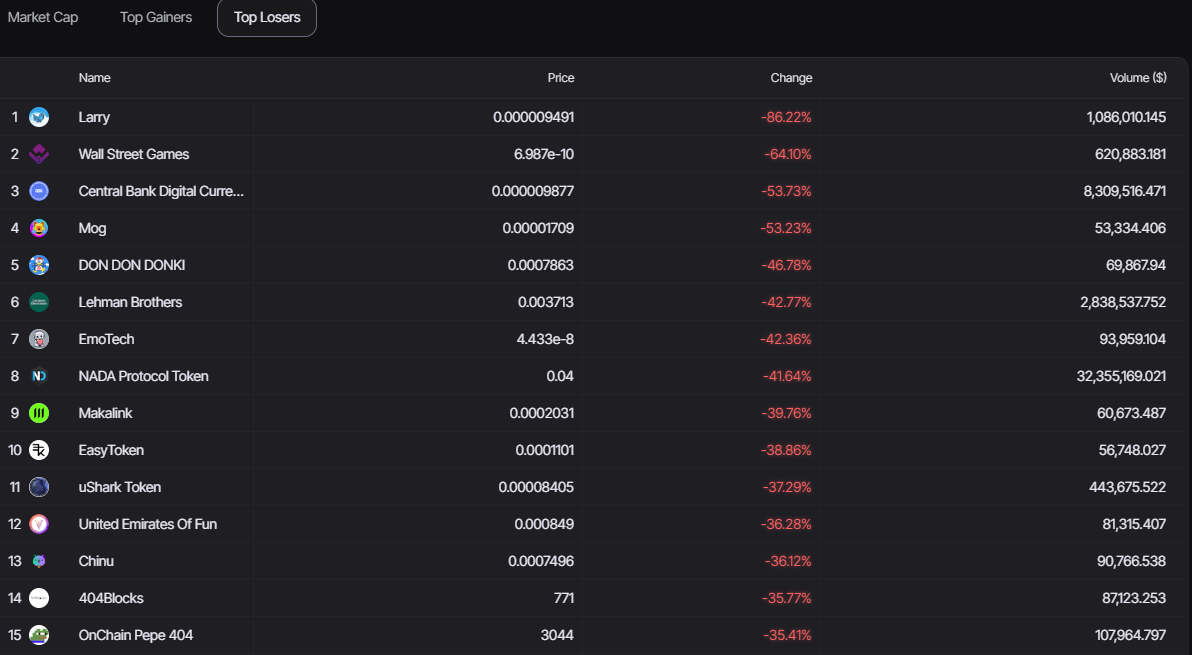 Market Cap Top Gainers Top Losers
Name Price Change Volume ($)
1 Larry 0.000009491 -86.22% 1,086,010.145
2 Wall Street Games 6.987e-10 -64.10% 620,883.181
3 Central Bank Digital Curre... 0.000009877 -53.73% 8,309,516.471
4 Mog 0.00001709 -53.23% 53,334.406
5 DON DON DONKI 0.0007863 -46.78% 69,867.94
6 Lehman Brothers 0.003713 -42.77% 2,838,537.752
7 EmoTech 4.433e-8 -42.36% 93,959.104
8 ND NADA Protocol Token 0.04 -41.64% 32,355,169.021
9 Makalink 0.0002031 -39.76% 60,673.487
10 EasyToken 0.0001101 -38.86% 56,748.027
11 uShark Token 0.00008405 -37.29% 443,675.522
12 United Emirates Of Fun 0.000849 -36.28% 81,315.407
13 Chinu 0.0007496 -36.12% 90,766.538
14 404Blocks 771 -35.77% 87,123.253
15 OnChain Pepe 404 3044 -35.41% 107,964.797